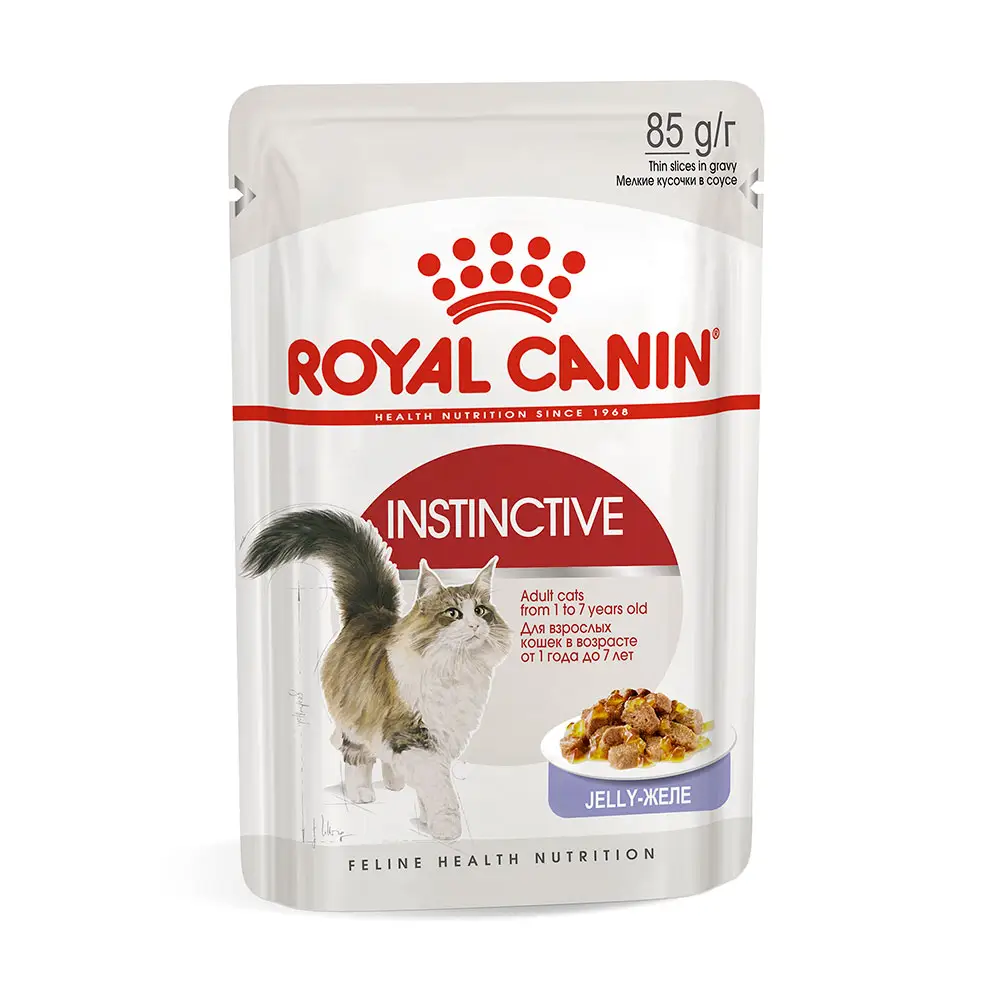 85 g/г
Thin slices in gravy
Мелкие кусочки в соусе
ROYAL CANIN®
HEALTH NUTRITION SINCE 1968
INSTINCTIVE
Adult cats
from 1 to 7 years old
Для взрослых
кошек в возрасте
от 1 года до 7 лет
JELLY-ЖЕЛЕ
FELINE HEALTH NUTRITION